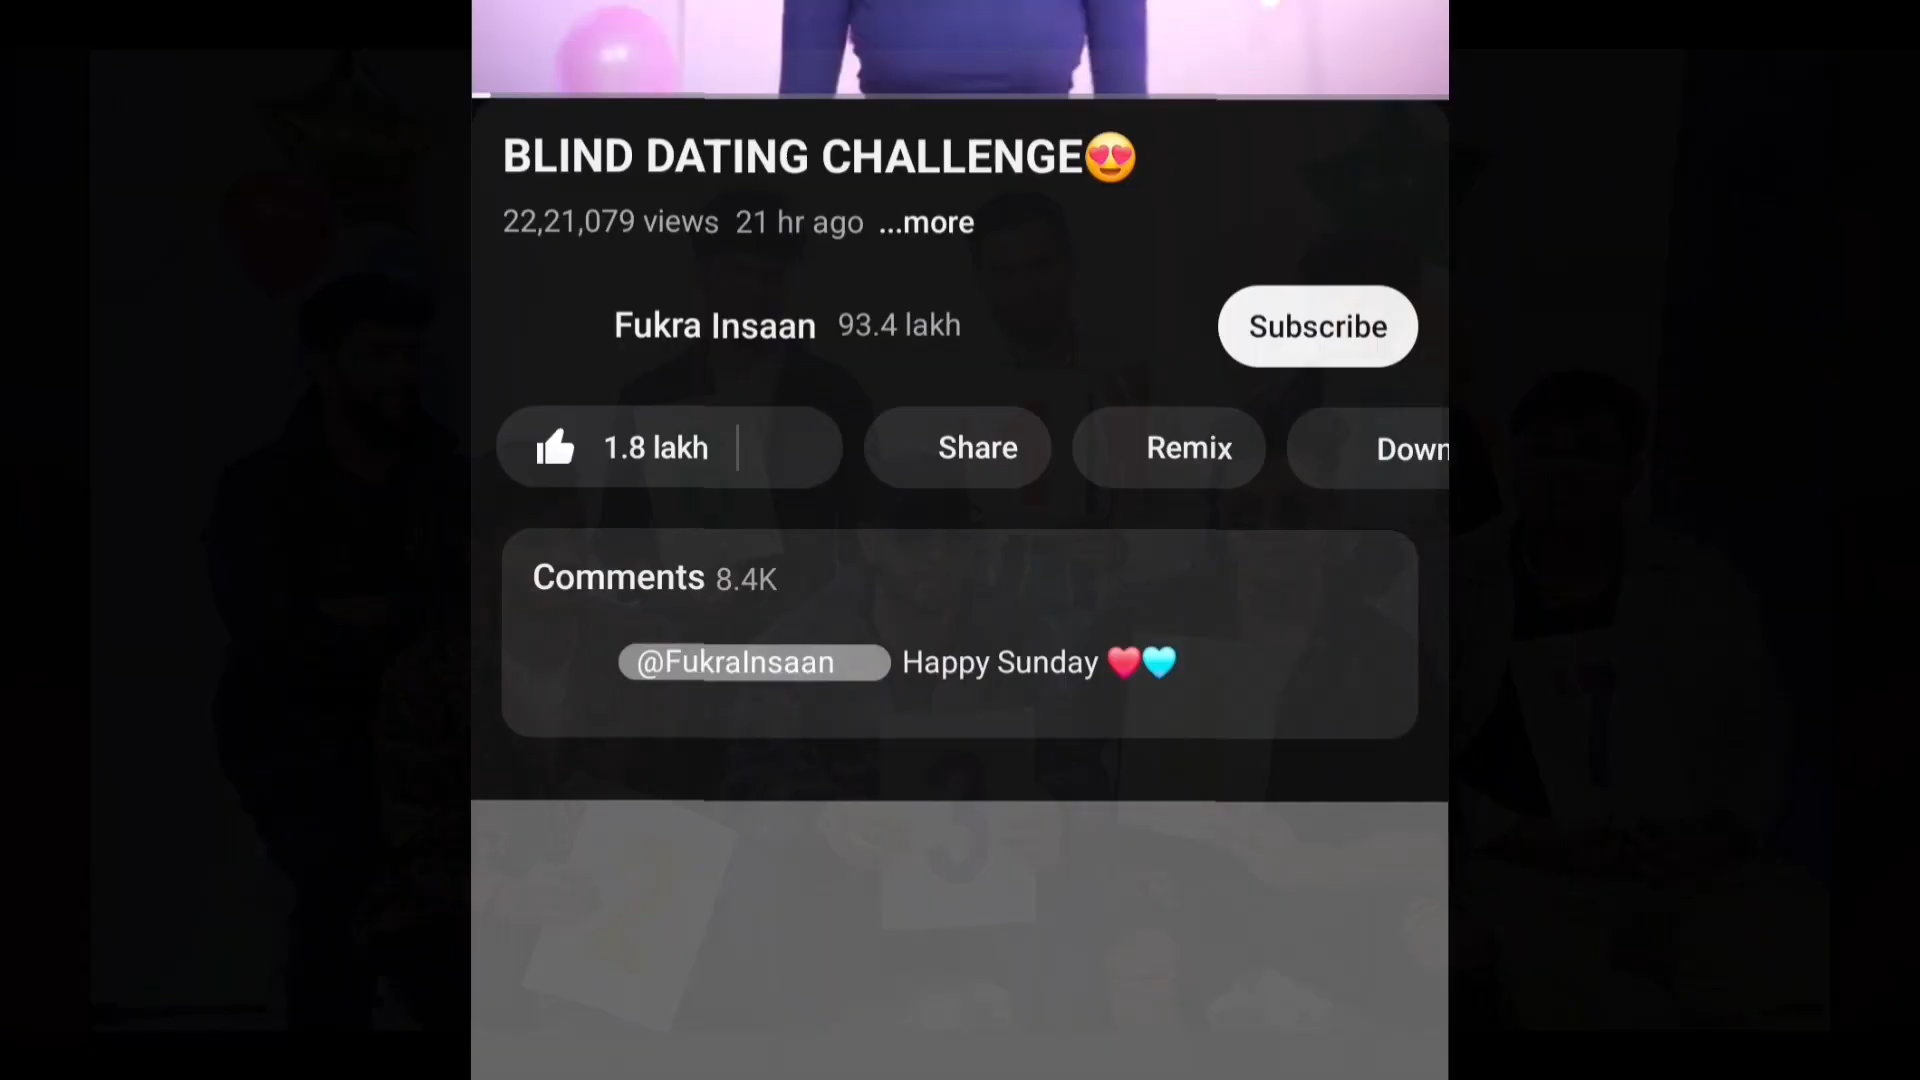 BLIND DATING CHALLENGE😍
22,21,079 views 21 hr ago ...more
Fukra Insaan 93.4 lakh
Subscribe
1.8 lakh
Share
Remix
Down
Comments 8.4K
@FukraInsaan Happy Sunday ❤️🩵
3